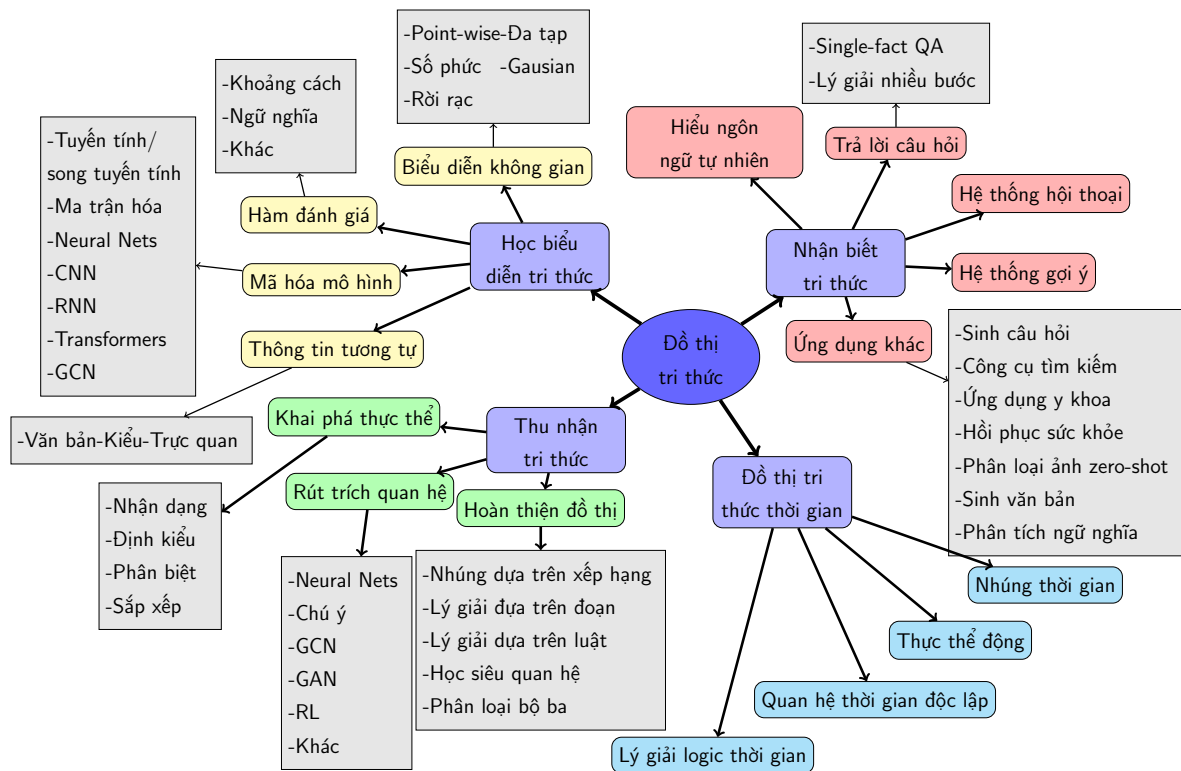 -Point-wise-Đa tạp
-Số phức -Gausian
-Rời rạc
-Single-fact QA
-Lý giải nhiều bước
-Khoảng cách
-Ngữ nghĩa
-Khác
Hiểu ngôn
ngữ tự nhiên
Trả lời câu hỏi
-Tuyến tính/
song tuyến tính
-Ma trận hóa
-Neural Nets
-CNN
-RNN
-Transformers
-GCN
Biểu diễn không gian
Hàm đánh giá
Mã hóa mô hình
Thông tin tương tự
Học biểu
diễn tri thức
Nhận biết
tri thức
Hệ thống hội thoại
Hệ thống gợi ý
Ứng dụng khác
Đồ thị
tri thức
-Sinh câu hỏi
-Công cụ tìm kiếm
-Ứng dụng y khoa
-Hồi phục sức khỏe
-Phân loại ảnh zero-shot
-Sinh văn bản
-Phân tích ngữ nghĩa
-Văn bản-Kiểu-Trực quan
Khai phá thực thể
Thu nhận
tri thức
Rút trích quan hệ
Hoàn thiện đồ thị
Đồ thị tri
thức thời gian
-Nhận dạng
-Định kiểu
-Phân biệt
-Sắp xếp
-Neural Nets
-Chú ý
-GCN
-GAN
-RL
-Khác
-Nhúng dựa trên xếp hạng
-Lý giải đựa trên đoạn
-Lý giải dựa trên luật
-Học siêu quan hệ
-Phân loại bộ ba
Nhúng thời gian
Thực thể động
Quan hệ thời gian độc lập
Lý giải logic thời gian